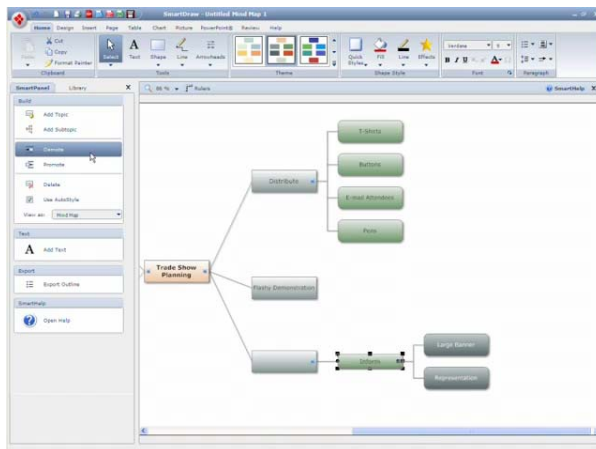 SmartDraw - Untitled Mind Map 1
Home Design Insert Page Table Chart Picture PowerPoint® Review Help
Cut
Copy
Format Painter
Paste
Select
Text
Shape
Line
Arrowheads
Quick Styles
Fill
Line
Effects
Verdana
B I U
Clipboard
Tools
Theme
Shape Style
Font
Paragraph
SmartPanel Library X
86 % Rulers
SmartHelp X
Build
Add Topic
Add Subtopic
Demote
Promote
Delete
Use AutoStyle
View as: Mind Map
Text
Add Text
Export
Export Outline
SmartHelp
Open Help
T-Shirts
Buttons
Distribute
E-mail Attendees
Pens
Trade Show
Planning
Flashy Demonstration
Inform
Large Banner
Representation